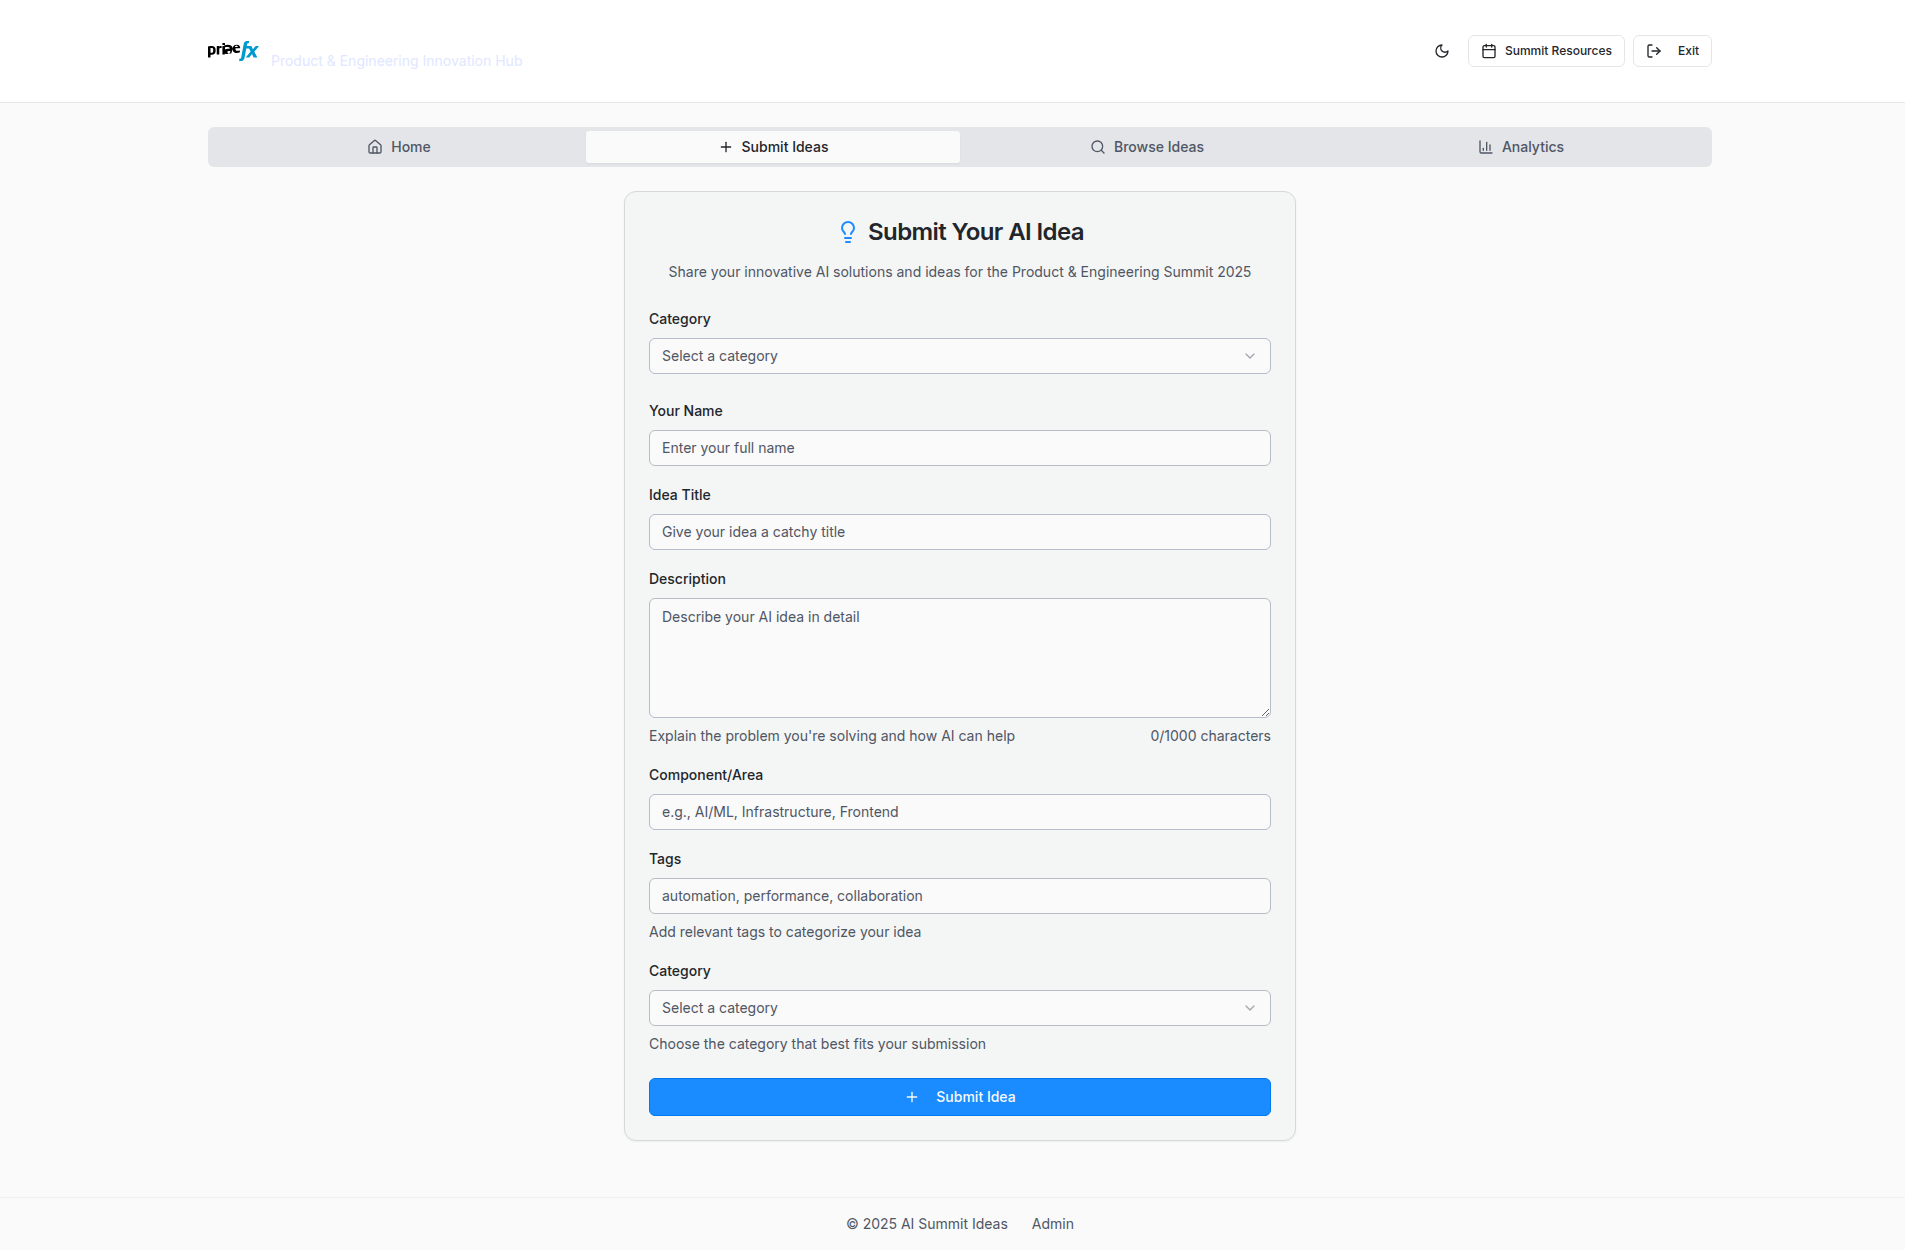 Product & Engineering Innovation Hub
Summit Resources
Exit
Home
Submit Ideas
Browse Ideas
Analytics
Submit Your AI Idea
Share your innovative AI solutions and ideas for the Product & Engineering Summit 2025
Category
Select a category
Your Name
Enter your full name
Idea Title
Give your idea a catchy title
Description
Describe your AI idea in detail
Explain the problem you're solving and how AI can help
0/1000 characters
Component/Area
e.g., AI/ML, Infrastructure, Frontend
Tags
automation, performance, collaboration
Add relevant tags to categorize your idea
Category
Select a category
Choose the category that best fits your submission
Submit Idea
© 2025 AI Summit Ideas
Admin